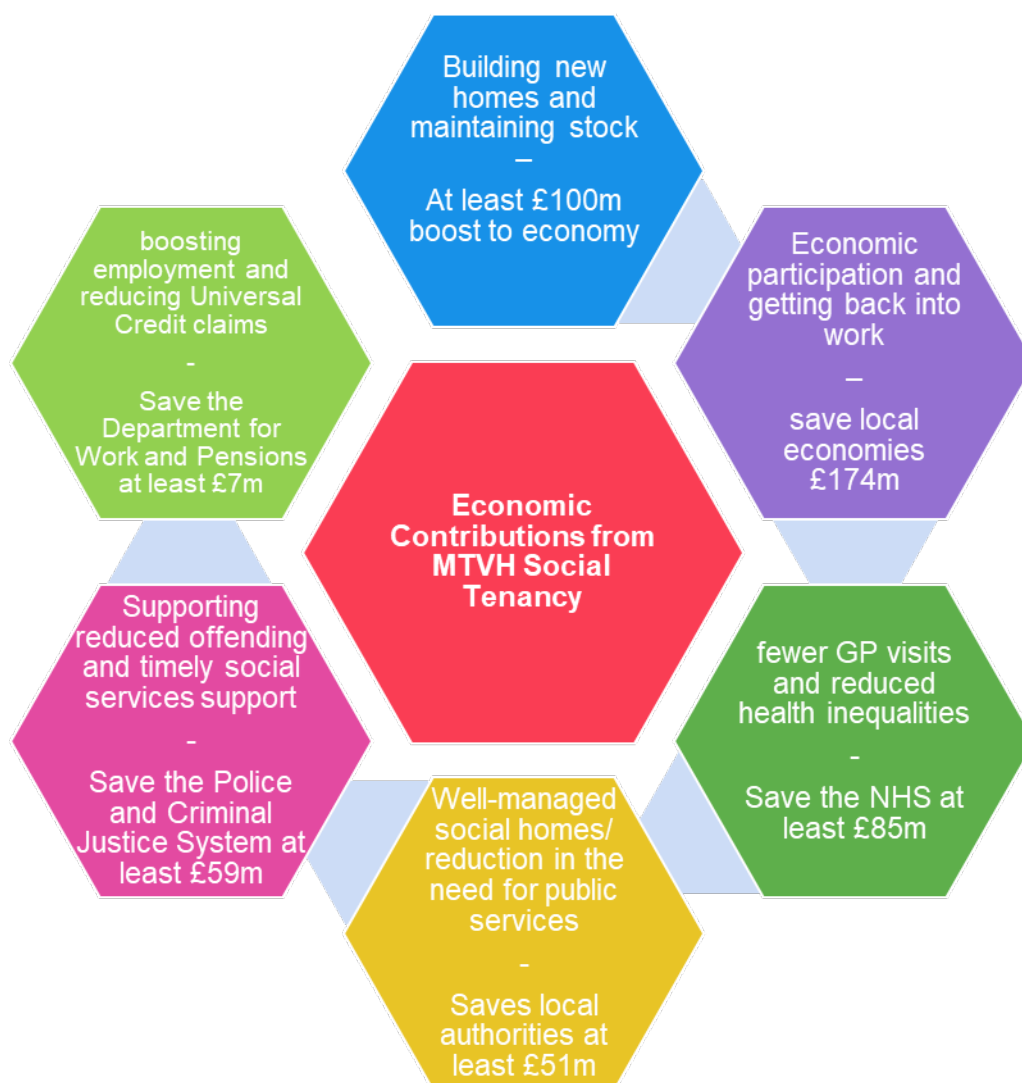 Building new
homes and
maintaining stock
–
At least £100m
boost to economy
Economic
participation and
getting back into
work
–
save local
economies
£174m
fewer GP visits
and reduced
health inequalities
-
Save the NHS at
least £85m
Well-managed
social homes/
reduction in the
need for public
services
-
Saves local
authorities at
least £51m
Supporting
reduced offending
and timely social
services support
-
Save the Police
and Criminal
Justice System at
least £59m
boosting
employment and
reducing Universal
Credit claims
-
Save the
Department for
Work and Pensions
at least £7m
Economic
Contributions from
MTVH Social
Tenancy